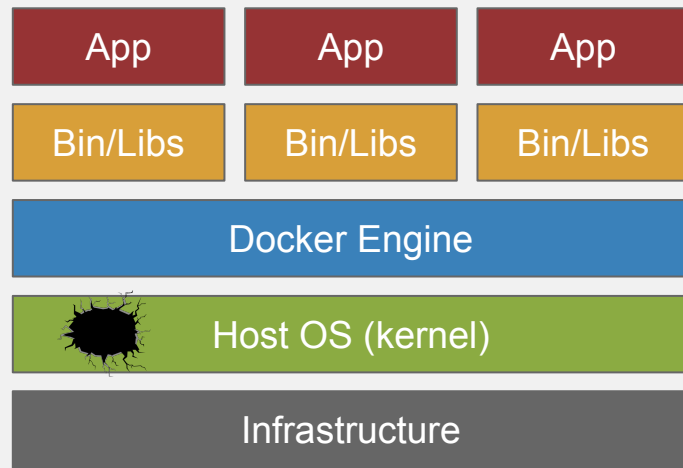 App App App
Bin/Libs Bin/Libs Bin/Libs
Docker Engine
Host OS (kernel)
Infrastructure